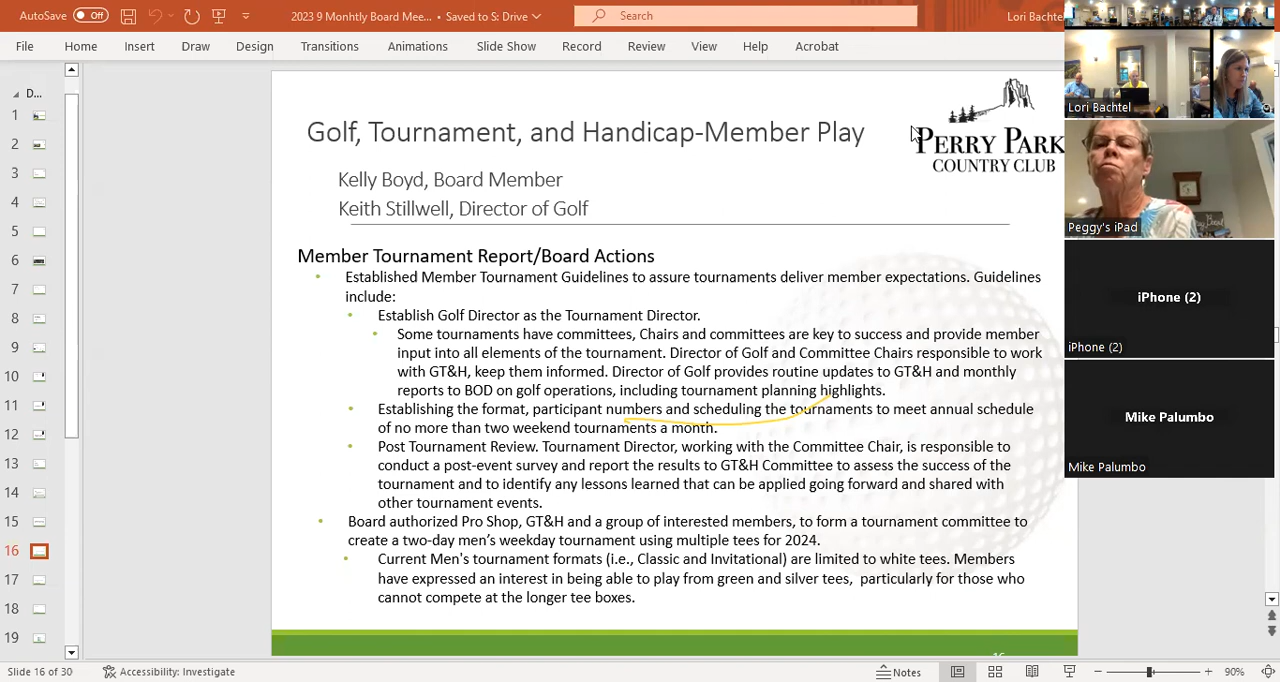 AutoSave Off 2023 9 Monhtly Board Mee... • Saved to S: Drive Search Lori Bachtel
File Home Insert Draw Design Transitions Animations Slide Show Record Review View Help Acrobat
D...
1
2
3
4
5
6
7
8
9
10
11
12
13
14
15
16
17
18
19
Golf, Tournament, and Handicap-Member Play
PERRY PARK
COUNTRY CLUB
Kelly Boyd, Board Member
Keith Stillwell, Director of Golf
Member Tournament Report/Board Actions
• Established Member Tournament Guidelines to assure tournaments deliver member expectations. Guidelines
include:
• Establish Golf Director as the Tournament Director.
• Some tournaments have committees, Chairs and committees are key to success and provide member
input into all elements of the tournament. Director of Golf and Committee Chairs responsible to work
with GT&H, keep them informed. Director of Golf provides routine updates to GT&H and monthly
reports to BOD on golf operations, including tournament planning highlights.
• Establishing the format, participant numbers and scheduling the tournaments to meet annual schedule
of no more than two weekend tournaments a month.
• Post Tournament Review. Tournament Director, working with the Committee Chair, is responsible to
conduct a post-event survey and report the results to GT&H Committee to assess the success of the
tournament and to identify any lessons learned that can be applied going forward and shared with
other tournament events.
• Board authorized Pro Shop, GT&H and a group of interested members, to form a tournament committee to
create a two-day men's weekday tournament using multiple tees for 2024.
• Current Men's tournament formats (i.e., Classic and Invitational) are limited to white tees. Members
have expressed an interest in being able to play from green and silver tees, particularly for those who
cannot compete at the longer tee boxes.
Lori Bachtel
Peggy's iPad
iPhone (2)
iPhone (2)
Mike Palumbo
Mike Palumbo
Slide 16 of 30 Accessibility: Investigate Notes 90%